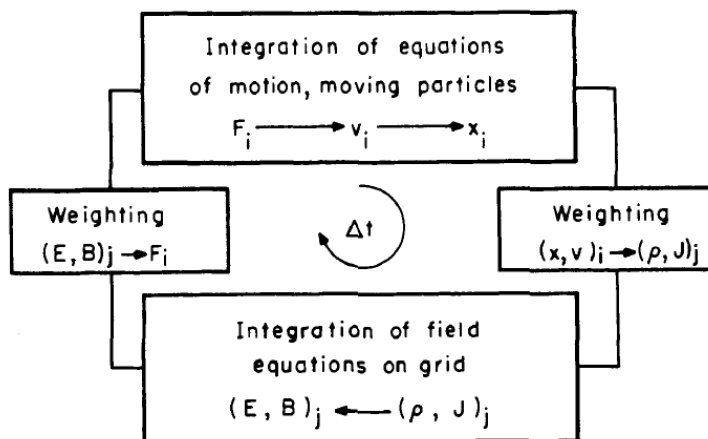 Integration of equations
of motion, moving particles
F_i → v_i → x_i
Weighting
(E, B)_j → F_i
Δt
Weighting
(x, v)_i → (ρ, J)_j
Integration of field
equations on grid
(E, B)_j ← (ρ, J)_j